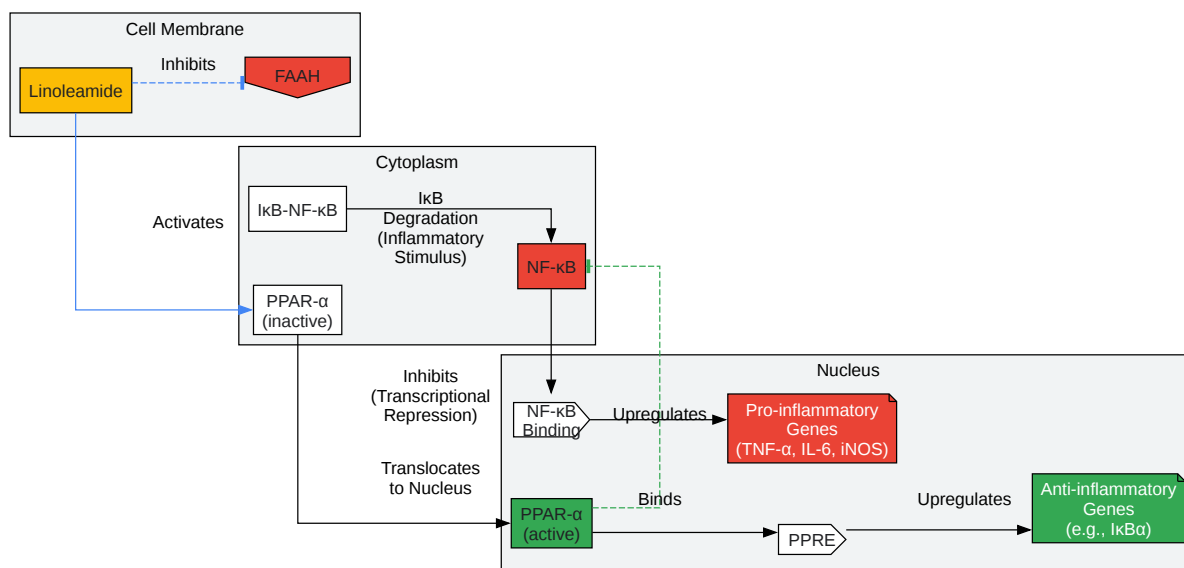 Cell Membrane
Inhibits
FAAH
Linoleamide
Cytoplasm
IκB-NF-κB
IκB
Degradation
(Inflammatory
Stimulus)
Activates
NF-κB
PPAR-α
(inactive)
Nucleus
Inhibits
(Transcriptional
Repression)
NF-κB
Binding
Upregulates
Pro-inflammatory
Genes
(TNF-α, IL-6, iNOS)
Translocates
to Nucleus
PPAR-α
(active)
Binds
PPRE
Upregulates
Anti-inflammatory
Genes
(e.g., IκBα)